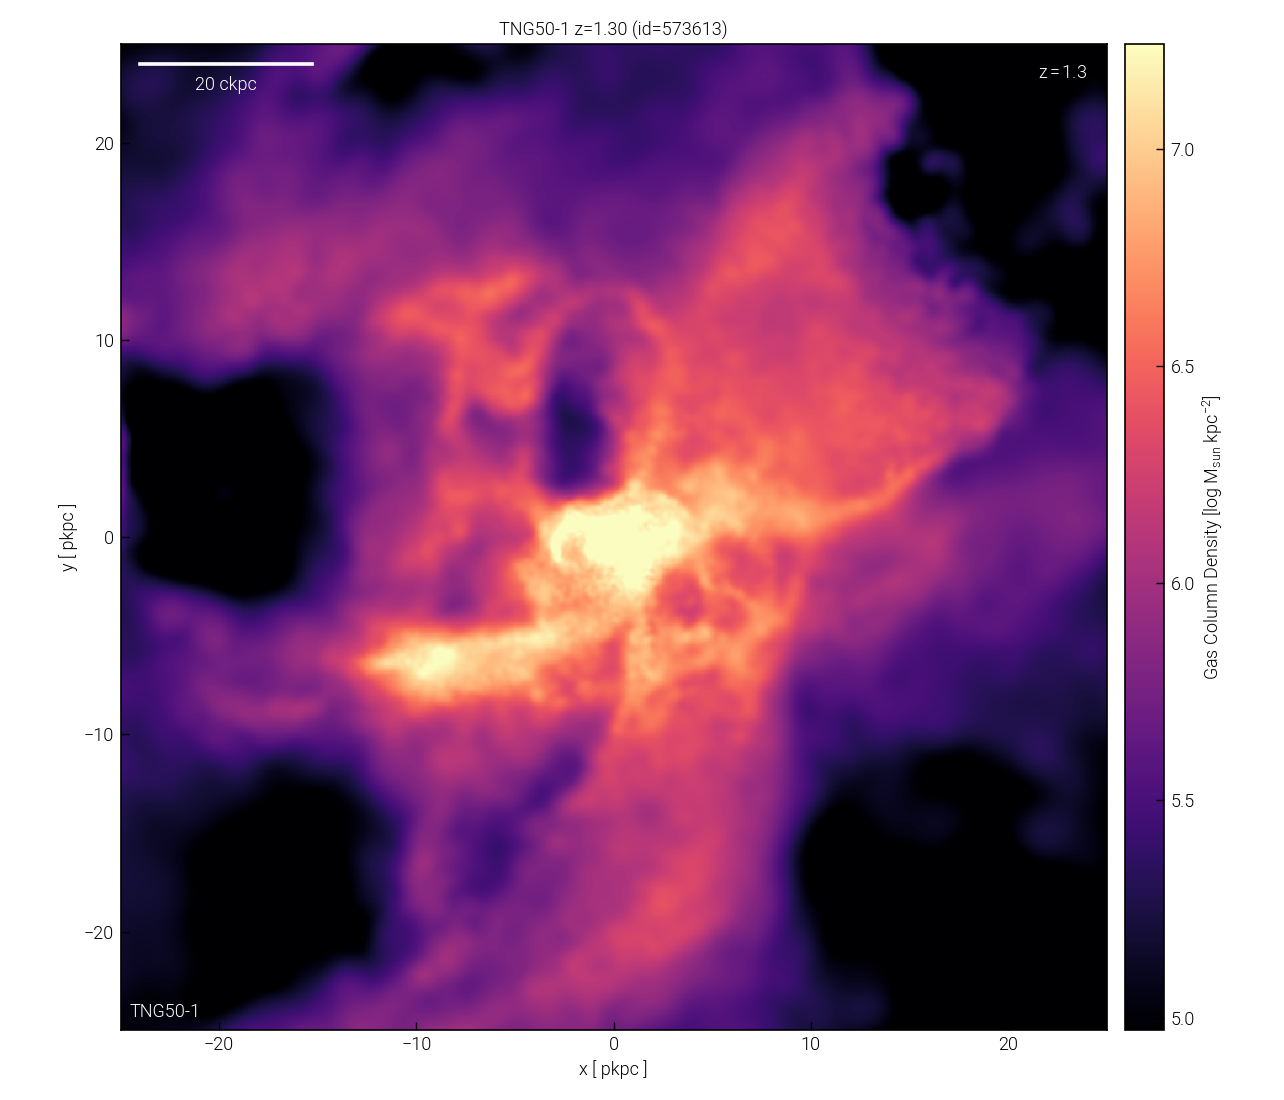 TNG50-1 z=1.30 (id=573613)
20 ckpc
z = 1.3
20
10
0
−10
−20
y [ pkpc ]
TNG50-1
−20
−10
0
10
20
x [ pkpc ]
7.0
6.5
6.0
5.5
5.0
Gas Column Density [log Msun kpc−2]